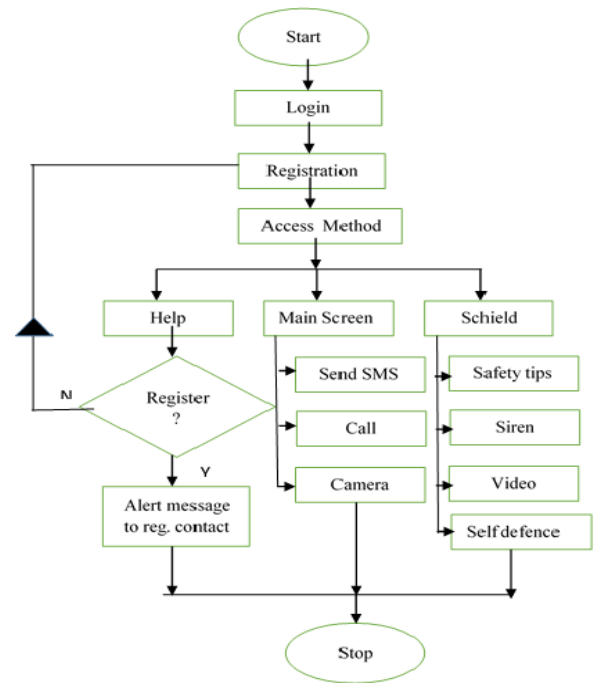 Start
Login
Registration
Access Method
Help
Main Screen
Schield
Send SMS
Safety tips
N
Register
?
Call
Siren
Y
Camera
Video
Alert message
to reg. contact
Self defence
Stop